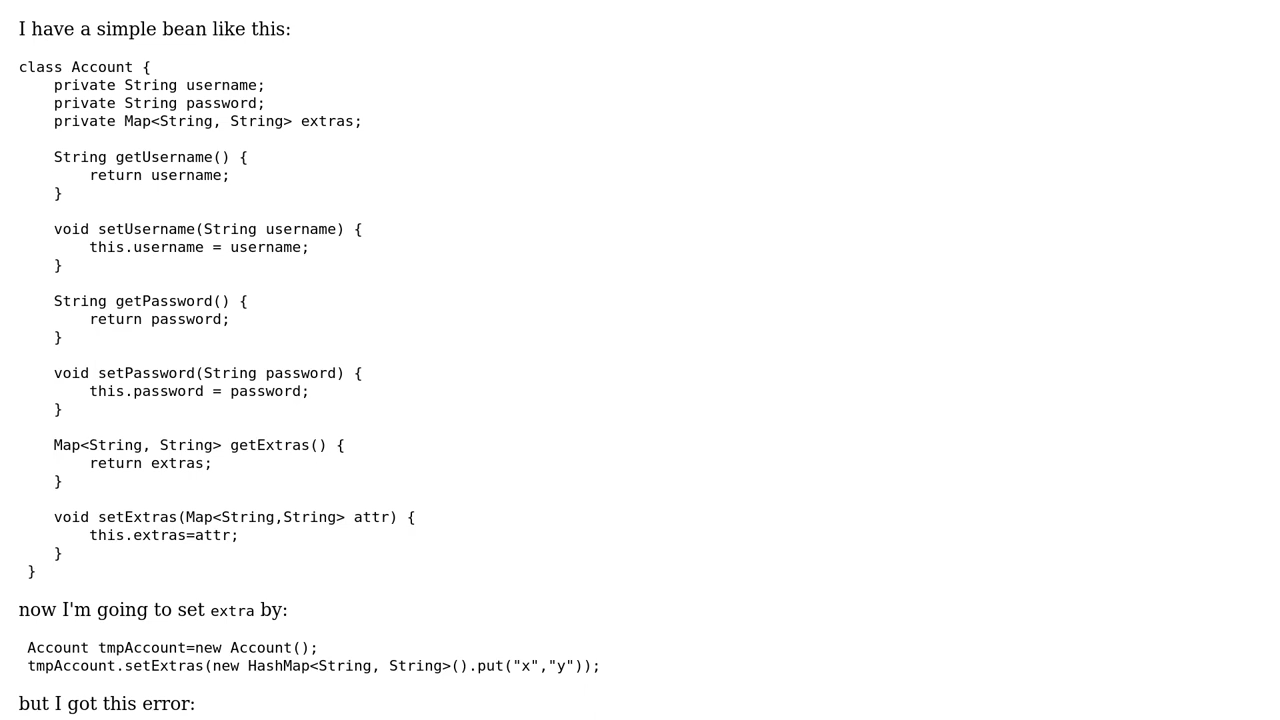 I have a simple bean like this:
class Account {
    private String username;
    private String password;
    private Map<String, String> extras;

    String getUsername() {
        return username;
    }

    void setUsername(String username) {
        this.username = username;
    }

    String getPassword() {
        return password;
    }

    void setPassword(String password) {
        this.password = password;
    }

    Map<String, String> getExtras() {
        return extras;
    }

    void setExtras(Map<String,String> attr) {
        this.extras=attr;
    }
 }
now I'm going to set extra by:
 Account tmpAccount=new Account();
 tmpAccount.setExtras(new HashMap<String, String>().put("x","y"));
but I got this error: